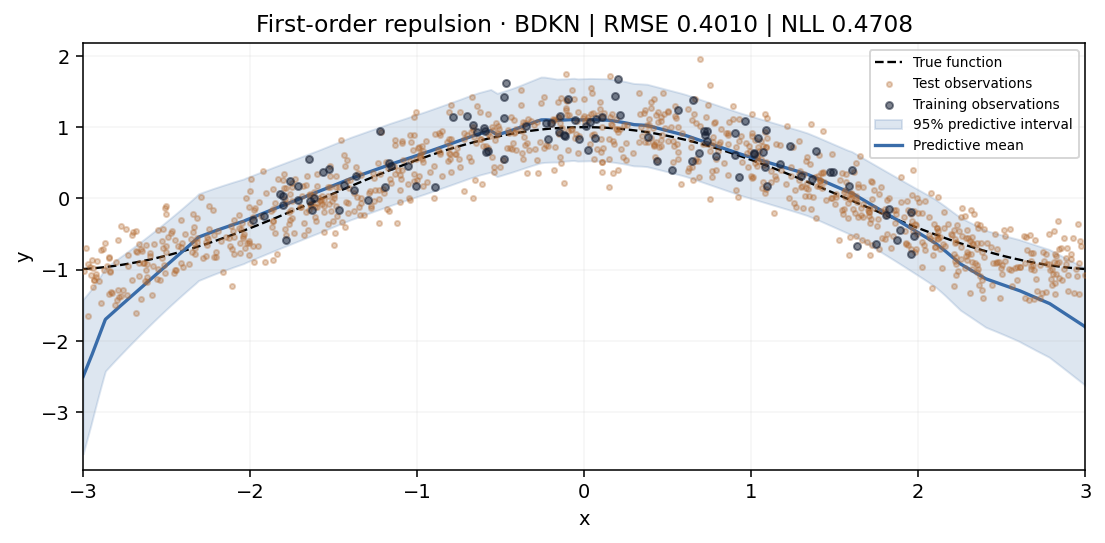 First-order repulsion · BDKN | RMSE 0.4010 | NLL 0.4708
True function
Test observations
Training observations
95% predictive interval
Predictive mean
y
2
1
0
−1
−2
−3
−3
−2
−1
0
1
2
3
x